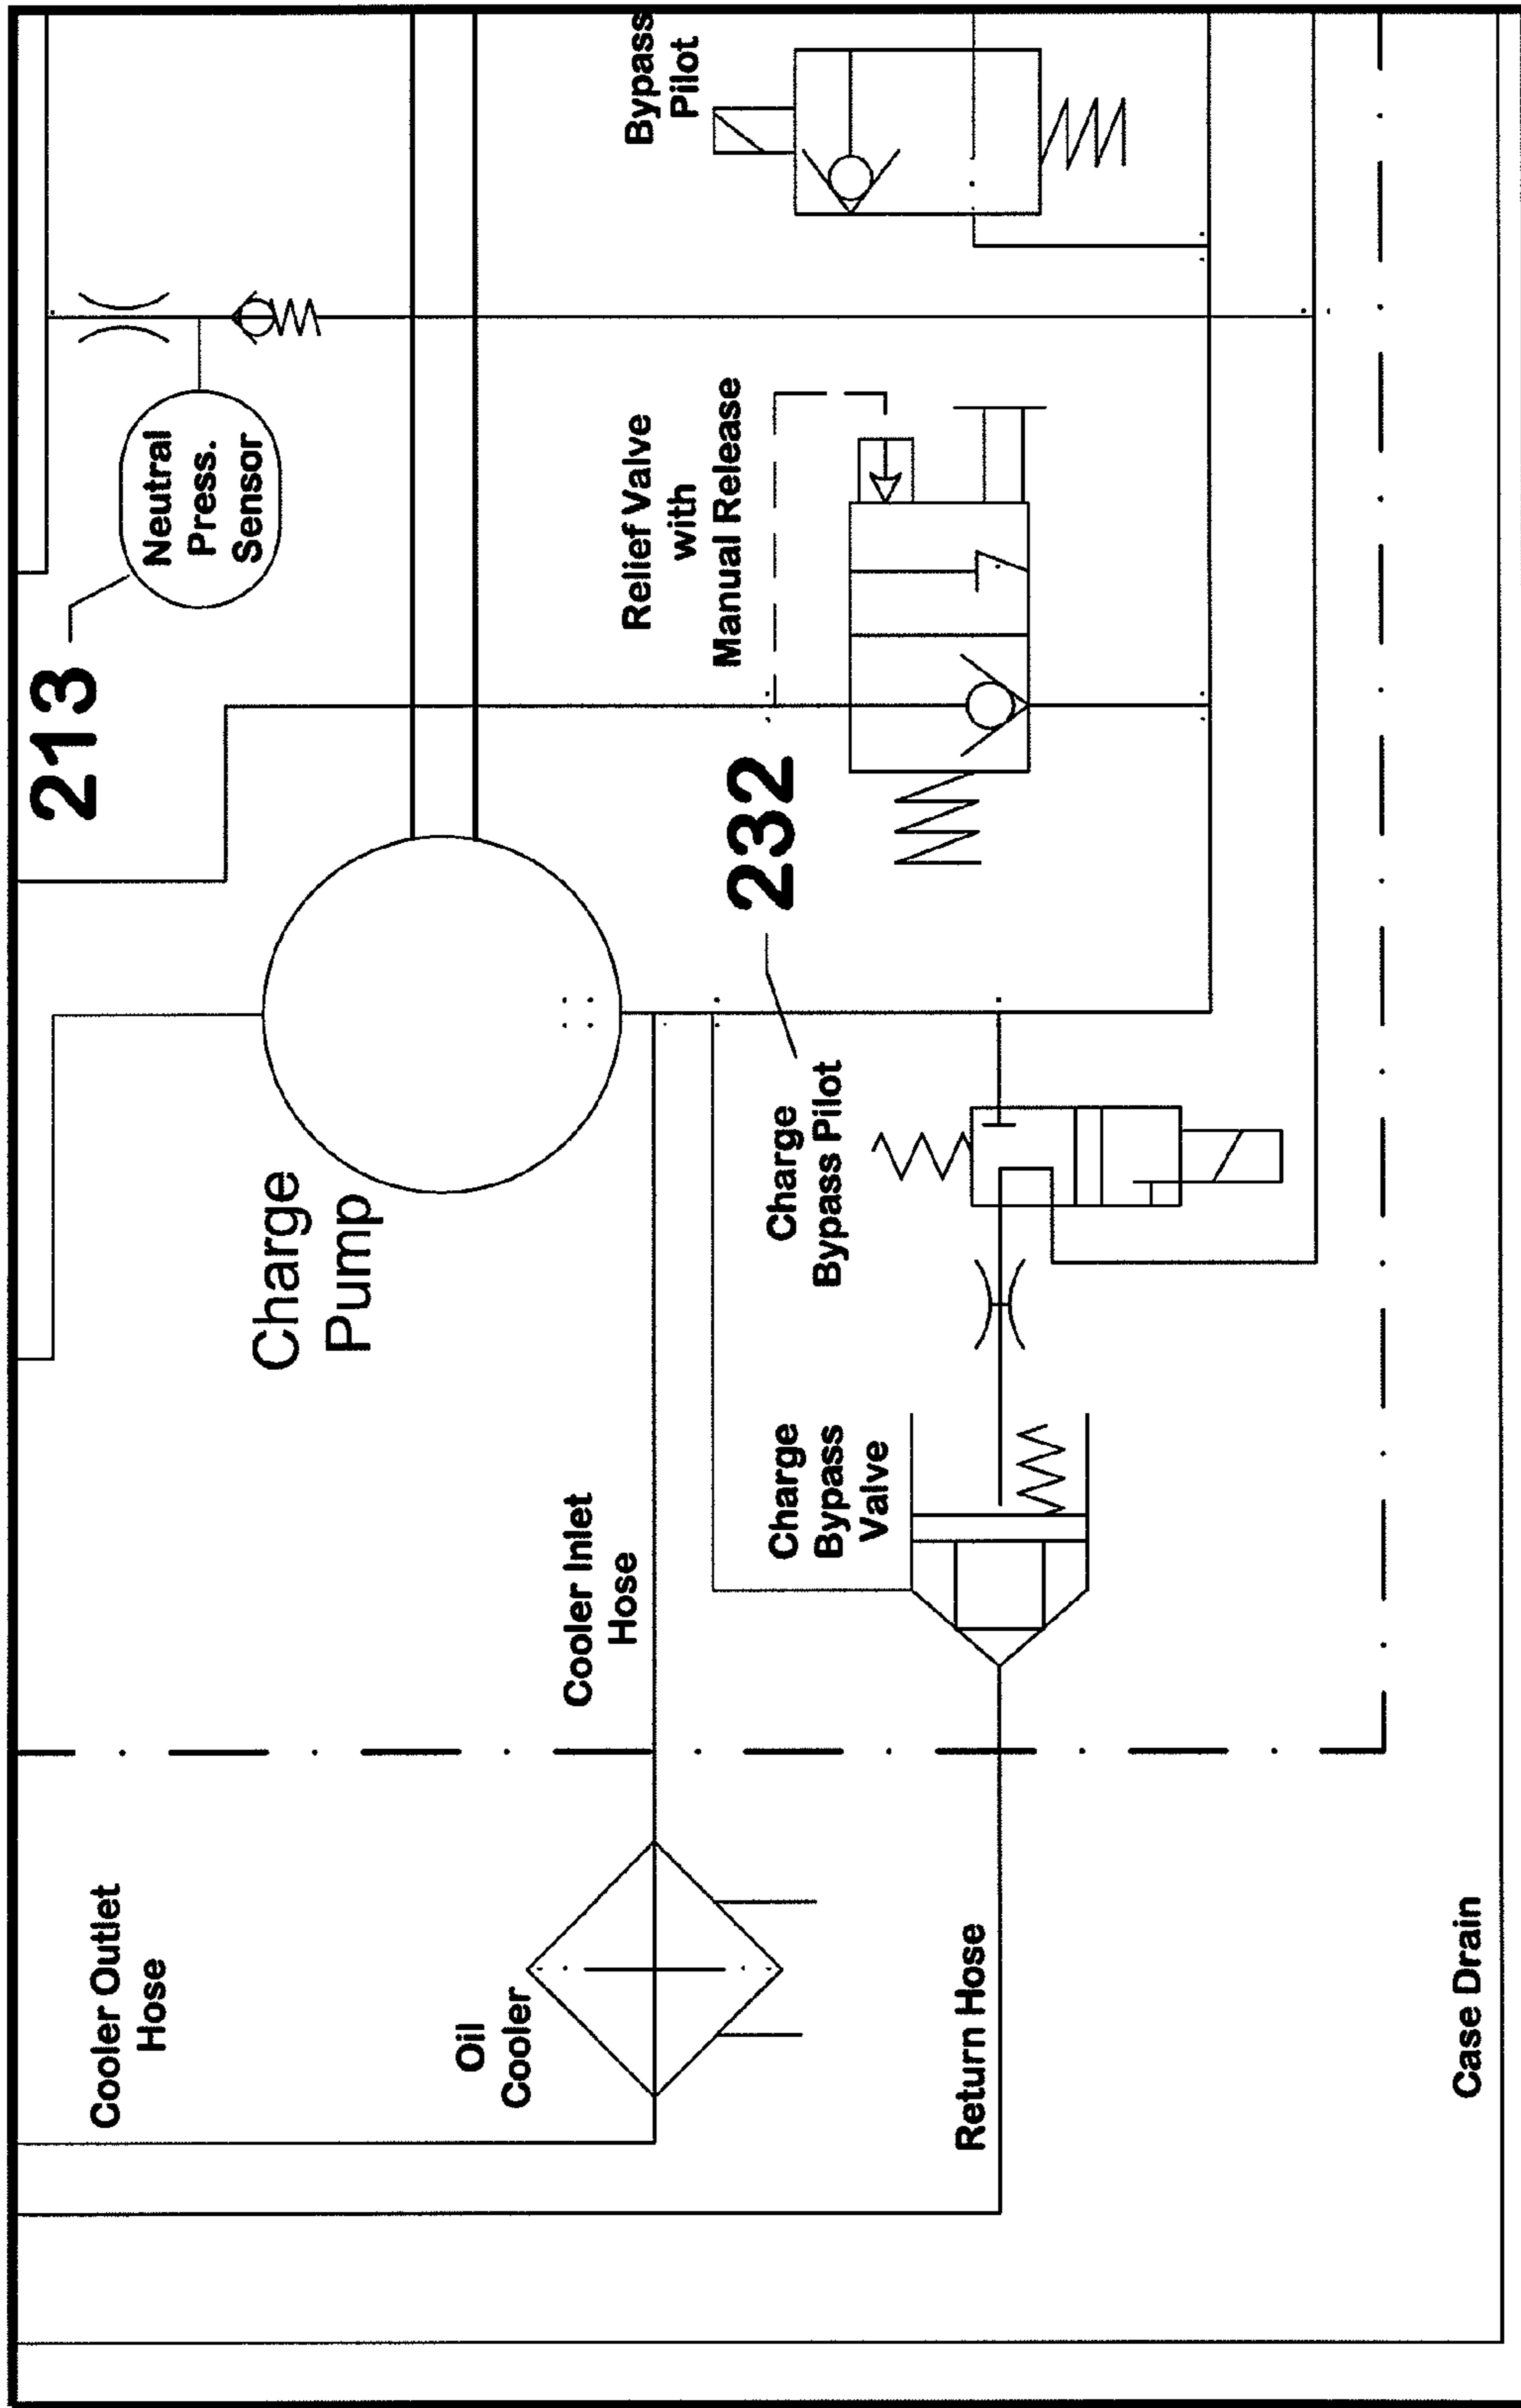 Cooler Outlet
Hose
Oil
Cooler
Return Hose
Case Drain
Cooler Inlet
Hose
Charge
Pump
Charge
Bypass
Valve
Charge
Bypass Pilot
232
213
Neutral
Press.
Sensor
Relief Valve
with
Manual Release
Bypass
Pilot